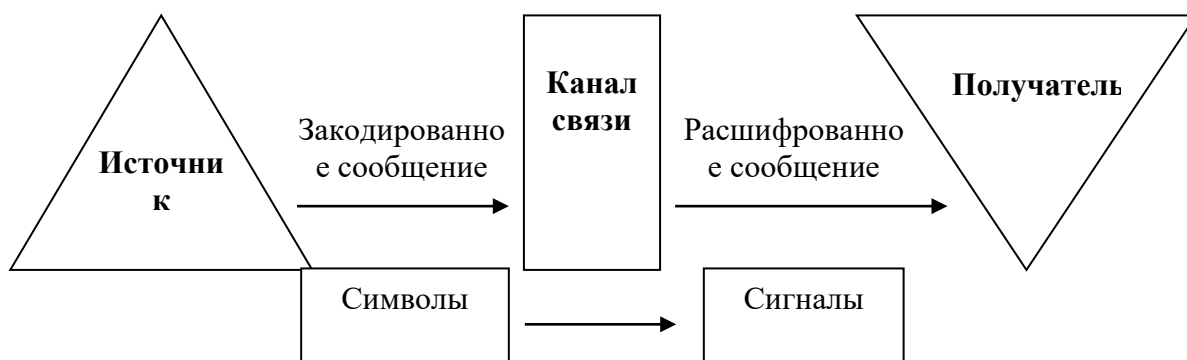 Источни
к
Закодированно
е сообщение
Канал
связи
Расшифрованно
е сообщение
Получатель
Символы
Сигналы